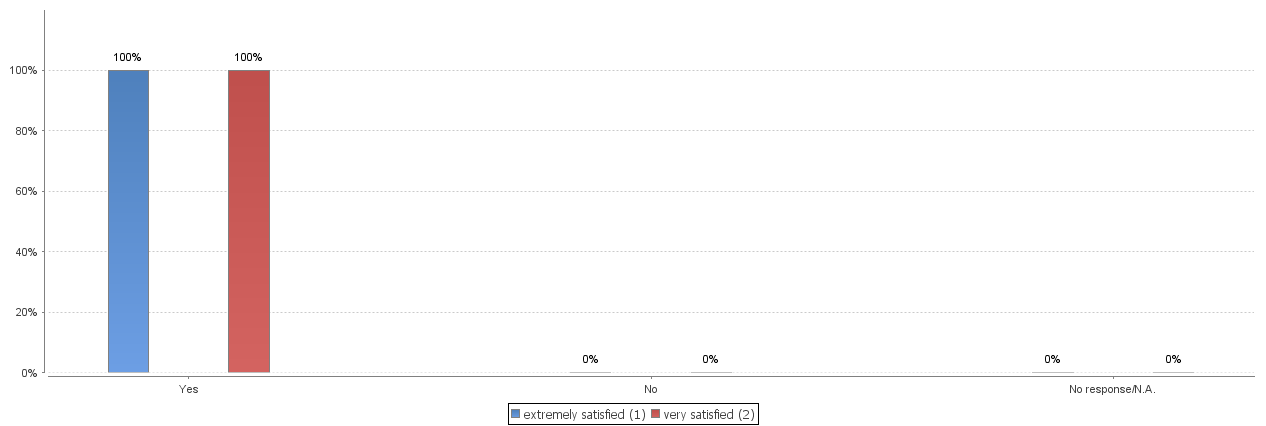 100% 100%
100%
80%
60%
40%
20%
0% 0% 0% 0%
0%
Yes No No response/N.A.
extremely satisfied (1) very satisfied (2)